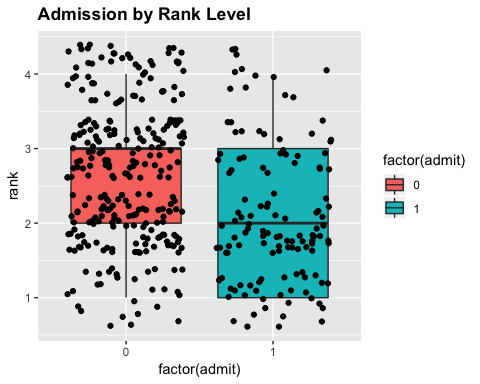 Admission by Rank Level
rank
4
3
2
1
0
1
factor(admit)
factor(admit)
0
1